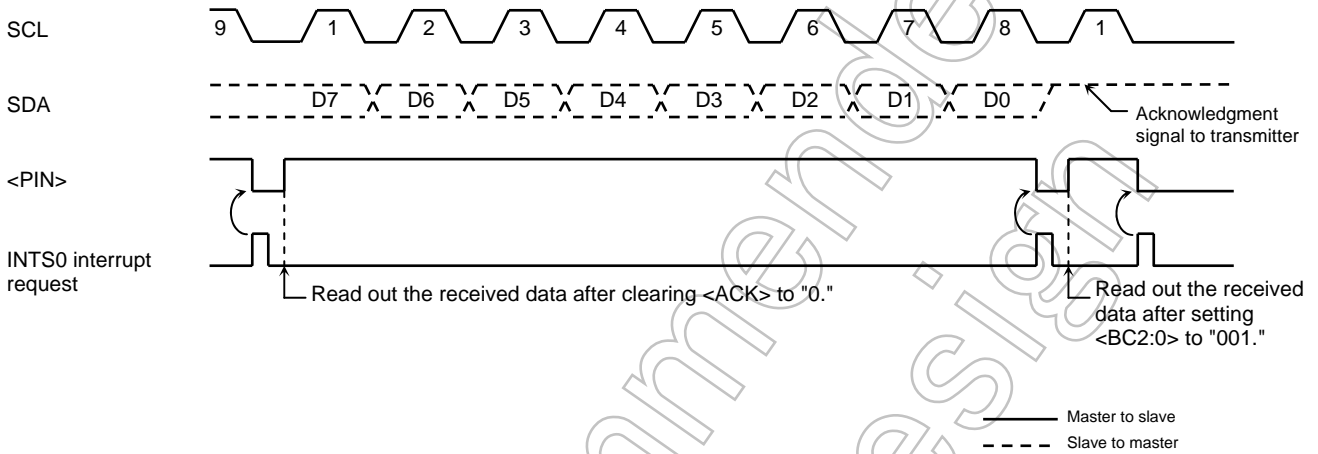 SCL 9 1 2 3 4 5 6 7 8 1
SDA D7 D6 D5 D4 D3 D2 D1 D0
Acknowledgment
signal to transmitter
<PIN>
INTS0 interrupt
request
Read out the received data after clearing <ACK> to "0."
Read out the received
data after setting
<BC2:0> to "001."
Master to slave
Slave to master